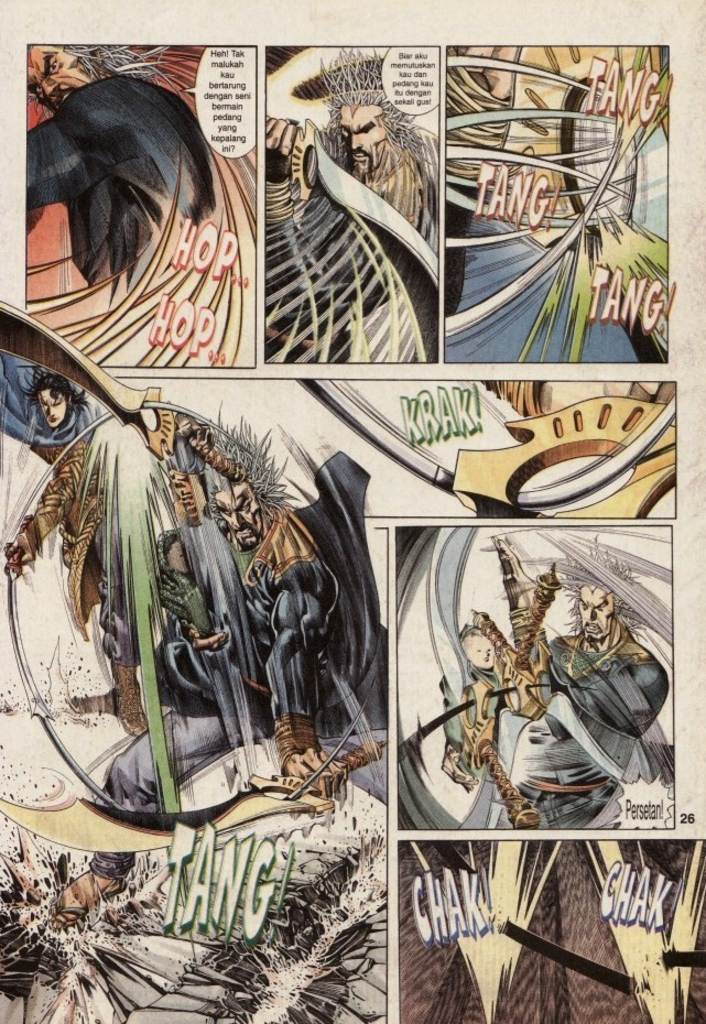 Heh! Tak
malukah
kau
bertarung
dengan seni
bermain
pedang
yang
kepalang
ini?
HOP...
HOP...
Biar aku
memutuskan
kau dan
pedang kau
itu dengan
sekali gus!
TANG!
TANG!
TANG!
KRAK!
TANG!
Persetan!
26
CHAK!
CHAK!